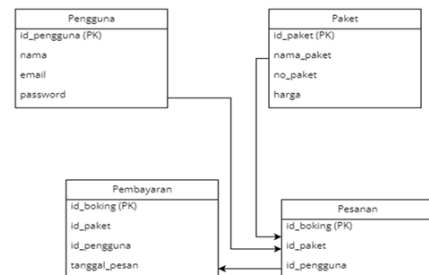 Pengguna
id_pengguna (PK)
nama
email
password
Paket
id_paket (PK)
nama_paket
no_paket
harga
Pembayaran
id_boking (PK)
id_paket
id_pengguna
tanggal_pesan
Pesanan
id_boking (PK)
id_paket
id_pengguna